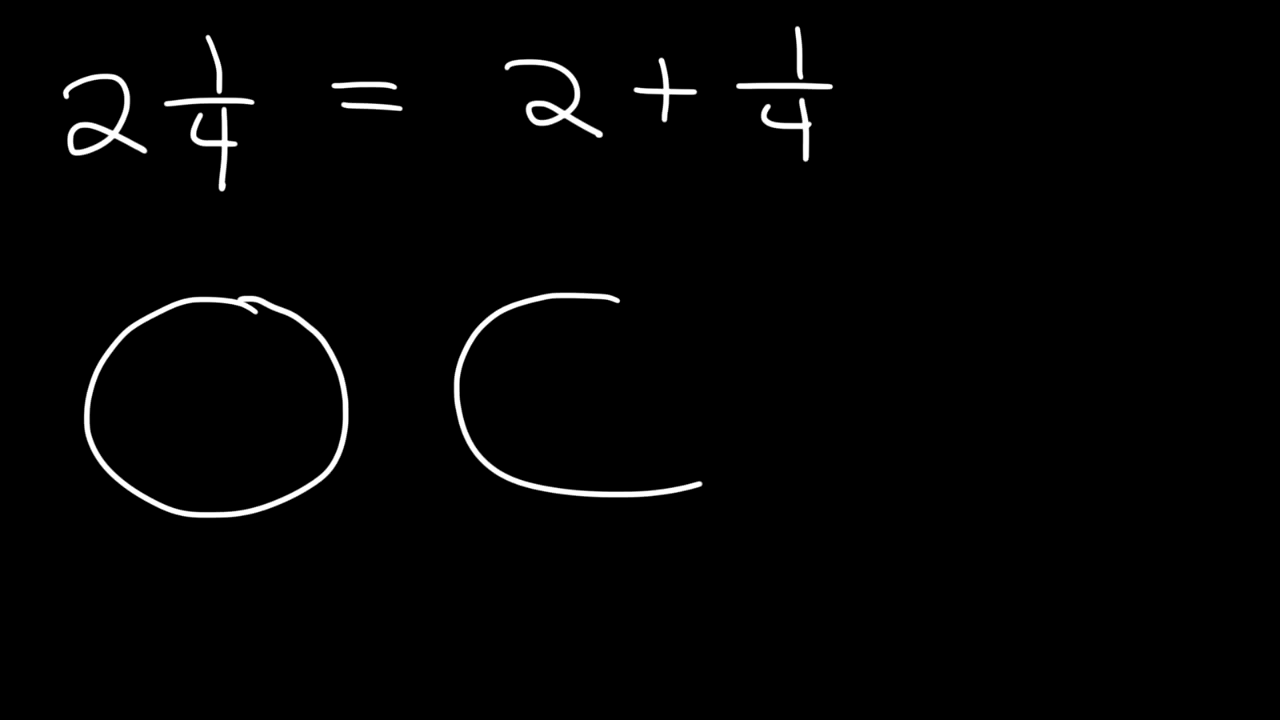 2 1/4 = 2 + 1/4